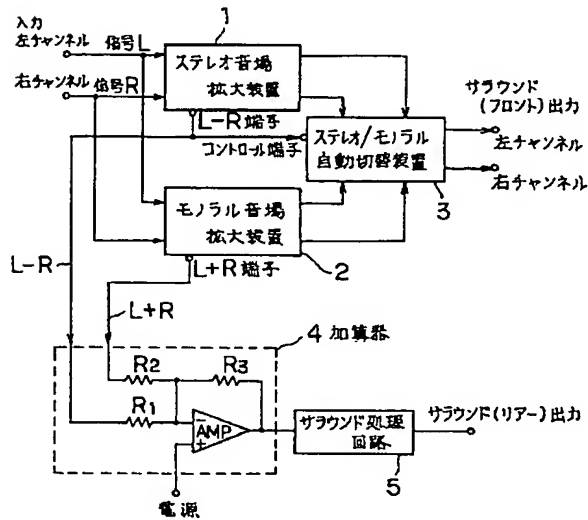 入力
左チャンネル
信号L
右チャンネル
信号R
1
ステレオ音場
拡大装置
L−R端子
コントロール端子
ステレオ/モノラル
自動切替装置
3
サラウンド
(フロント)出力
左チャンネル
右チャンネル
モノラル音場
拡大装置
2
L+R端子
L−R
L+R
4 加算器
R2
R3
R1
−
AMP
+
電源
サラウンド処理
回路
5
サラウンド(リアー)出力